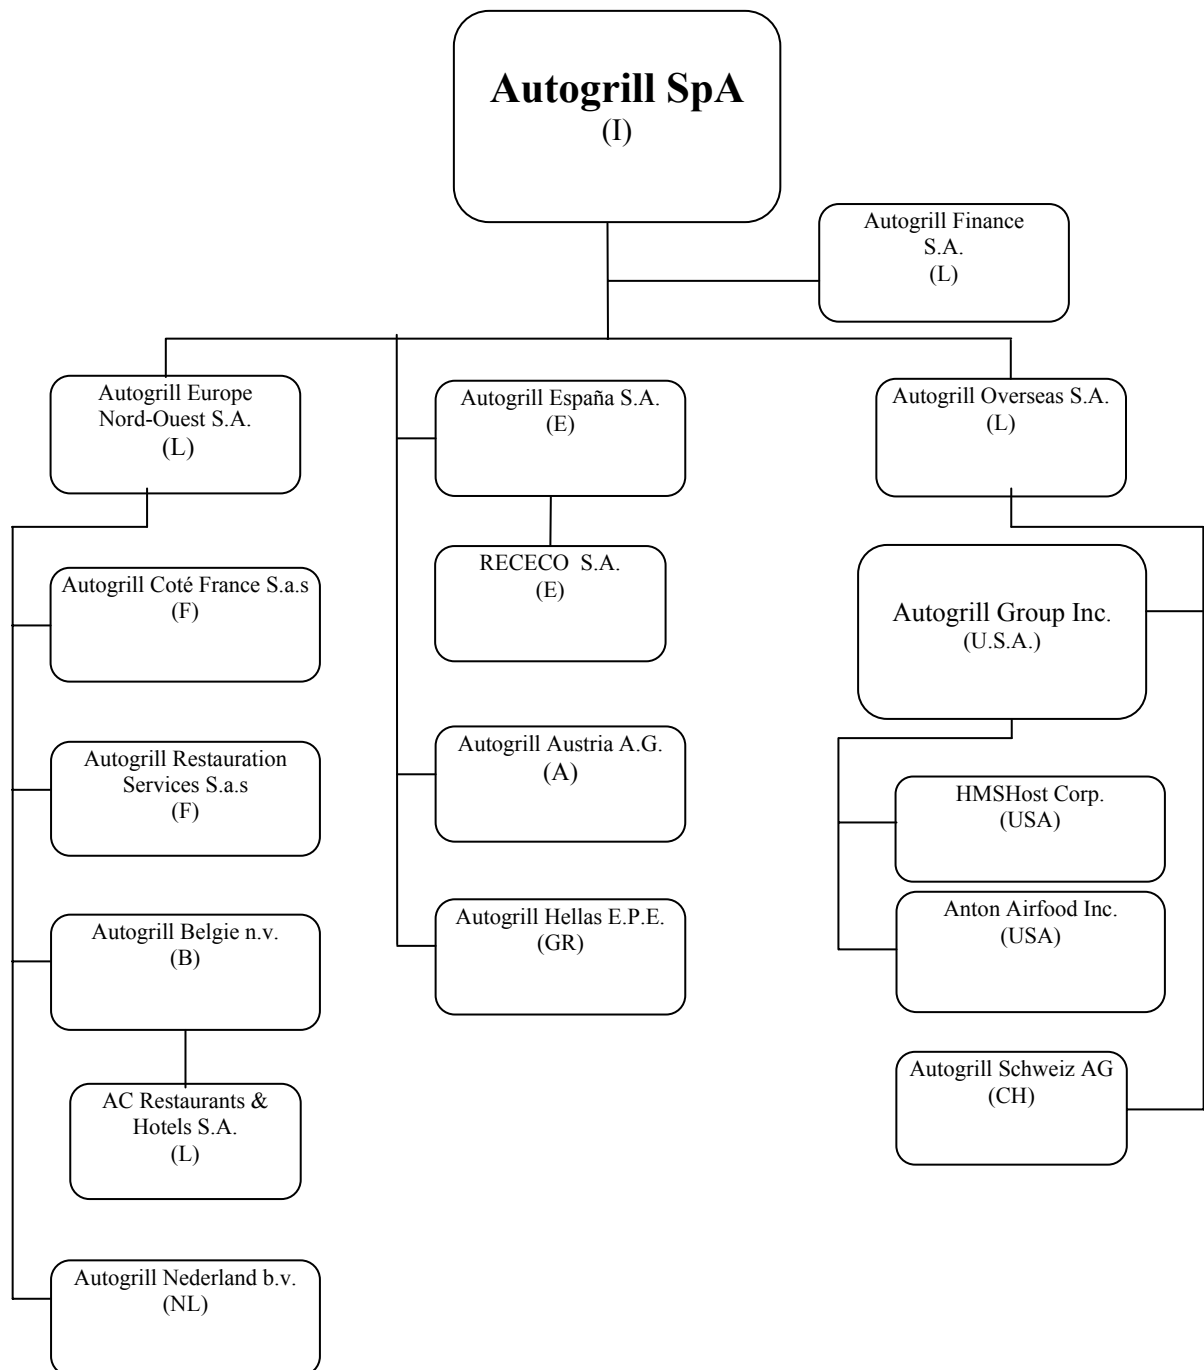 Autogrill SpA
(I)
Autogrill Finance
S.A.
(L)
Autogrill Europe
Nord-Ouest S.A.
(L)
Autogrill España S.A.
(E)
Autogrill Overseas S.A.
(L)
Autogrill Coté France S.a.s
(F)
RECECO S.A.
(E)
Autogrill Group Inc.
(U.S.A.)
Autogrill Restauration
Services S.a.s
(F)
Autogrill Austria A.G.
(A)
HMSHost Corp.
(USA)
Autogrill Belgie n.v.
(B)
Autogrill Hellas E.P.E.
(GR)
Anton Airfood Inc.
(USA)
AC Restaurants &
Hotels S.A.
(L)
Autogrill Schweiz AG
(CH)
Autogrill Nederland b.v.
(NL)